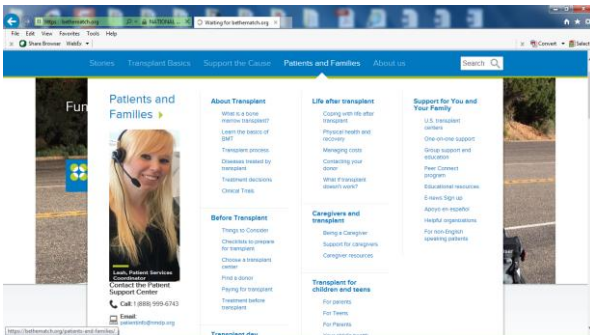 https://bethematch.org
NATIONAL...
Waiting for bethematch.org
File Edit View Favorites Tools Help
Share Browser WebEx
Convert
Select
Stories Transplant Basics Support the Cause Patients and Families About us
Search
Fun
Patients and
Families
Leah, Patient Services
Coordinator
Contact the Patient
Support Center
Call: 1 (888) 999-6743
Email:
patientinfo@nmdp.org
About Transplant
What is a bone
marrow transplant?
Learn the basics of
BMT
Transplant process
Diseases treated by
transplant
Treatment decisions
Clinical Trials
Before Transplant
Things to Consider
Checklists to prepare
for transplant
Choose a transplant
center
Find a donor
Paying for transplant
Treatment before
transplant
Transplant day
Life after transplant
Coping with life after
transplant
Physical health and
recovery
Managing costs
Contacting your
donor
What if transplant
doesn't work?
Caregivers and
transplant
Being a Caregiver
Support for caregivers
Caregiver resources
Transplant for
children and teens
For parents
For Teens
For Parents
Support for You and
Your Family
U.S. transplant
centers
One-on-one support
Group support and
education
Peer Connect
program
Educational resources
E-news Sign up
Apoyo en español
Helpful organizations
For non-English
speaking patients
https://bethematch.org/patients-and-families/